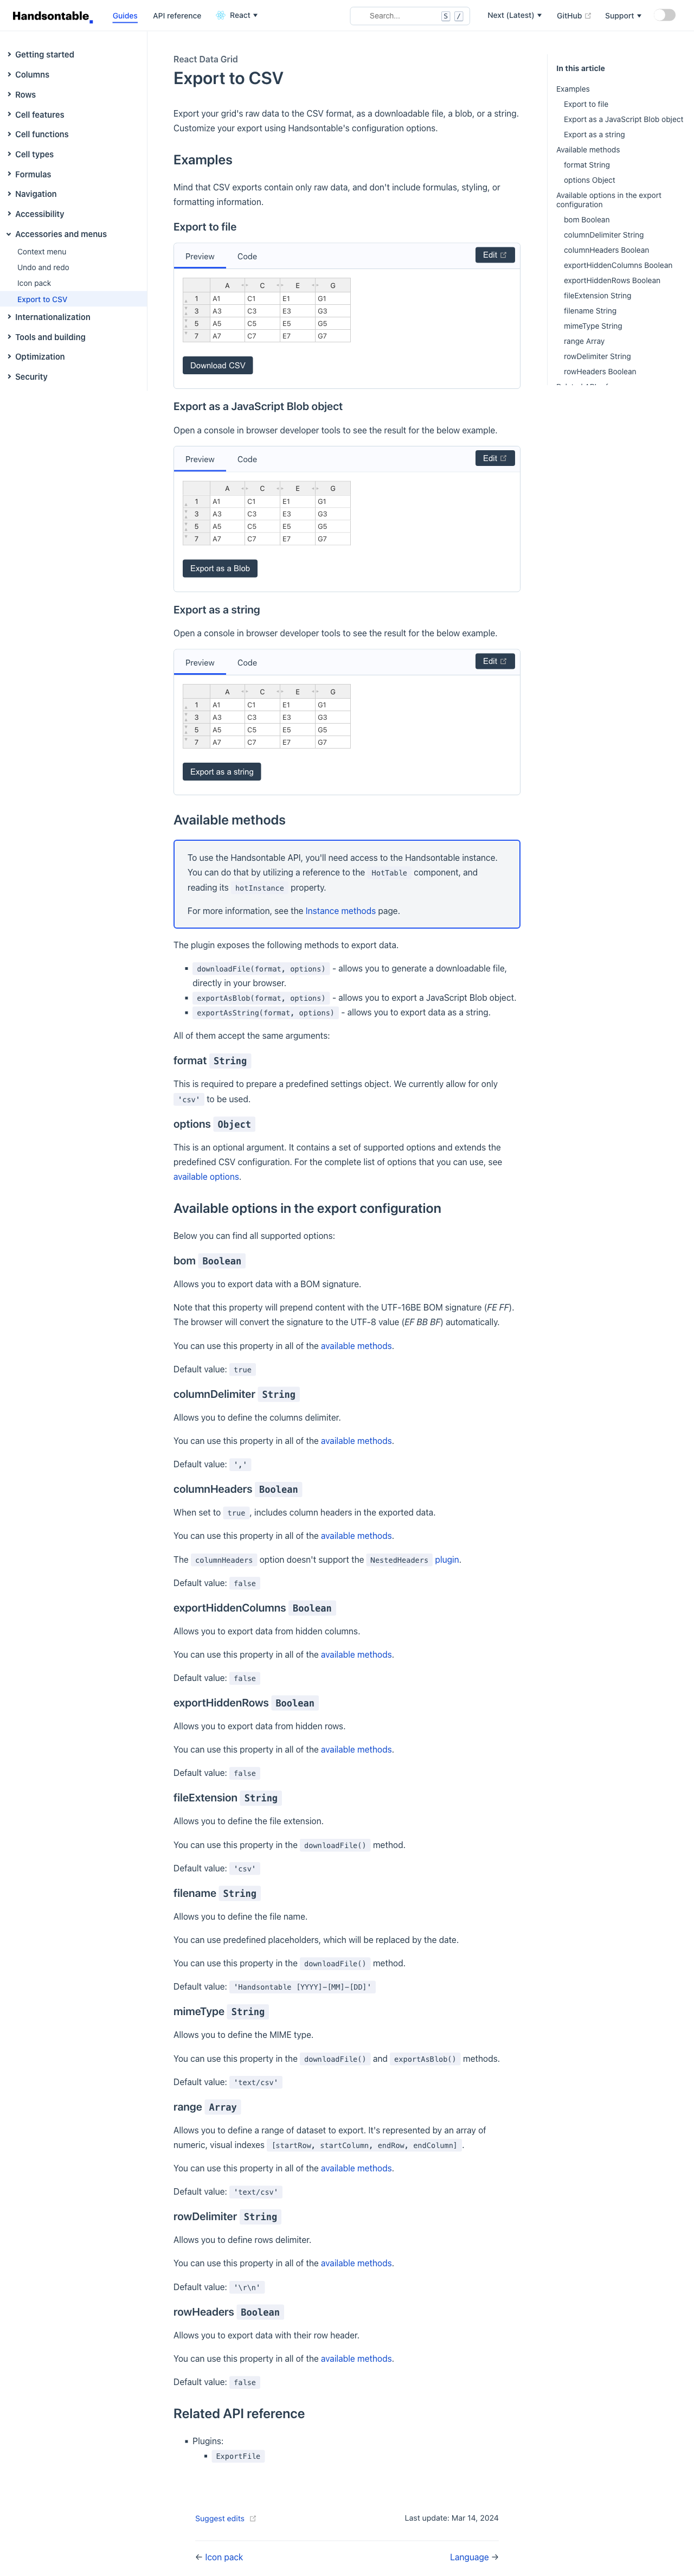 Handsontable
Guides
API reference
React
Search...
S
/
Next (Latest)
GitHub
Support
Getting started
Columns
Rows
Cell features
Cell functions
Cell types
Formulas
Navigation
Accessibility
Accessories and menus
Context menu
Undo and redo
Icon pack
Export to CSV
Internationalization
Tools and building
Optimization
Security
In this article
Examples
Export to file
Export as a JavaScript Blob object
Export as a string
Available methods
format String
options Object
Available options in the export
configuration
bom Boolean
columnDelimiter String
columnHeaders Boolean
exportHiddenColumns Boolean
exportHiddenRows Boolean
fileExtension String
filename String
mimeType String
range Array
rowDelimiter String
rowHeaders Boolean
React Data Grid
Export to CSV
Export your grid's raw data to the CSV format, as a downloadable file, a blob, or a string.
Customize your export using Handsontable's configuration options.
Examples
Mind that CSV exports contain only raw data, and don't include formulas, styling, or
formatting information.
Export to file
Preview Code Edit
A C E G
1 A1 C1 E1 G1
3 A3 C3 E3 G3
5 A5 C5 E5 G5
7 A7 C7 E7 G7
Download CSV
Export as a JavaScript Blob object
Open a console in browser developer tools to see the result for the below example.
Preview Code Edit
A C E G
1 A1 C1 E1 G1
3 A3 C3 E3 G3
5 A5 C5 E5 G5
7 A7 C7 E7 G7
Export as a Blob
Export as a string
Open a console in browser developer tools to see the result for the below example.
Preview Code Edit
A C E G
1 A1 C1 E1 G1
3 A3 C3 E3 G3
5 A5 C5 E5 G5
7 A7 C7 E7 G7
Export as a string
Available methods
To use the Handsontable API, you'll need access to the Handsontable instance.
You can do that by utilizing a reference to the HotTable component, and
reading its hotInstance property.
For more information, see the Instance methods page.
The plugin exposes the following methods to export data.
downloadFile(format, options) - allows you to generate a downloadable file,
directly in your browser.
exportAsBlob(format, options) - allows you to export a JavaScript Blob object.
exportAsString(format, options) - allows you to export data as a string.
All of them accept the same arguments:
format String
This is required to prepare a predefined settings object. We currently allow for only
'csv' to be used.
options Object
This is an optional argument. It contains a set of supported options and extends the
predefined CSV configuration. For the complete list of options that you can use, see
available options.
Available options in the export configuration
Below you can find all supported options:
bom Boolean
Allows you to export data with a BOM signature.
Note that this property will prepend content with the UTF-16BE BOM signature (FE FF).
The browser will convert the signature to the UTF-8 value (EF BB BF) automatically.
You can use this property in all of the available methods.
Default value: true
columnDelimiter String
Allows you to define the columns delimiter.
You can use this property in all of the available methods.
Default value: ','
columnHeaders Boolean
When set to true, includes column headers in the exported data.
You can use this property in all of the available methods.
The columnHeaders option doesn't support the NestedHeaders plugin.
Default value: false
exportHiddenColumns Boolean
Allows you to export data from hidden columns.
You can use this property in all of the available methods.
Default value: false
exportHiddenRows Boolean
Allows you to export data from hidden rows.
You can use this property in all of the available methods.
Default value: false
fileExtension String
Allows you to define the file extension.
You can use this property in the downloadFile() method.
Default value: 'csv'
filename String
Allows you to define the file name.
You can use predefined placeholders, which will be replaced by the date.
You can use this property in the downloadFile() method.
Default value: 'Handsontable [YYYY]-[MM]-[DD]'
mimeType String
Allows you to define the MIME type.
You can use this property in the downloadFile() and exportAsBlob() methods.
Default value: 'text/csv'
range Array
Allows you to define a range of dataset to export. It's represented by an array of
numeric, visual indexes [startRow, startColumn, endRow, endColumn].
You can use this property in all of the available methods.
Default value: 'text/csv'
rowDelimiter String
Allows you to define rows delimiter.
You can use this property in all of the available methods.
Default value: '\r\n'
rowHeaders Boolean
Allows you to export data with their row header.
You can use this property in all of the available methods.
Default value: false
Related API reference
Plugins:
ExportFile
Suggest edits
Last update: Mar 14, 2024
← Icon pack
Language →